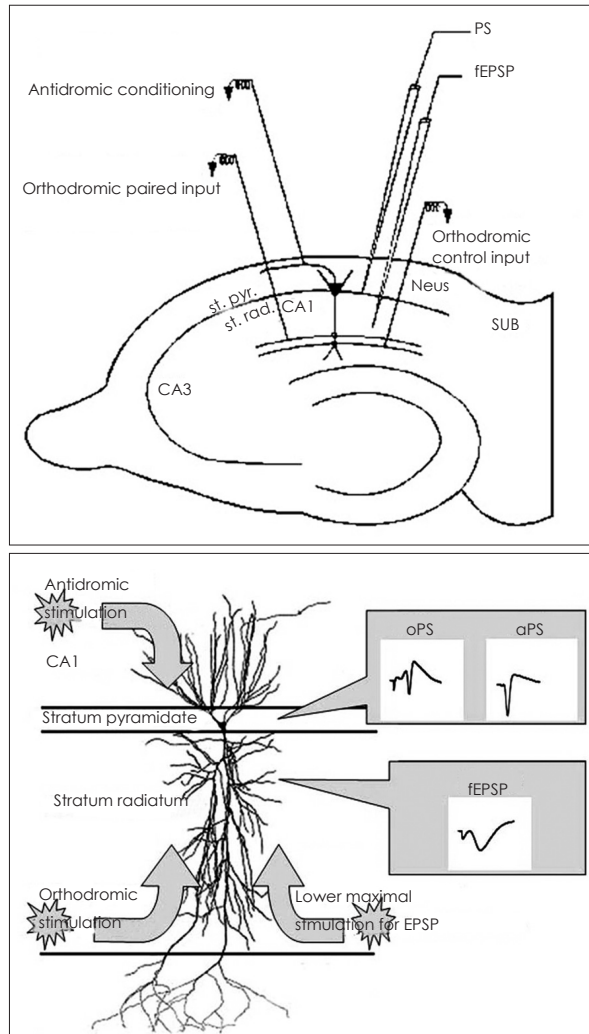 PS
fEPSP
Antidromic conditioning
Orthodromic paired input
Orthodromic
control input
Neus
st. pyr.
st. rad. CA1
SUB
CA3
Antidromic
stimulation
oPS
aPS
CA1
Stratum pyramidate
fEPSP
Stratum radiatum
Orthodromic
stimulation
Lower maximal
stmulation for EPSP